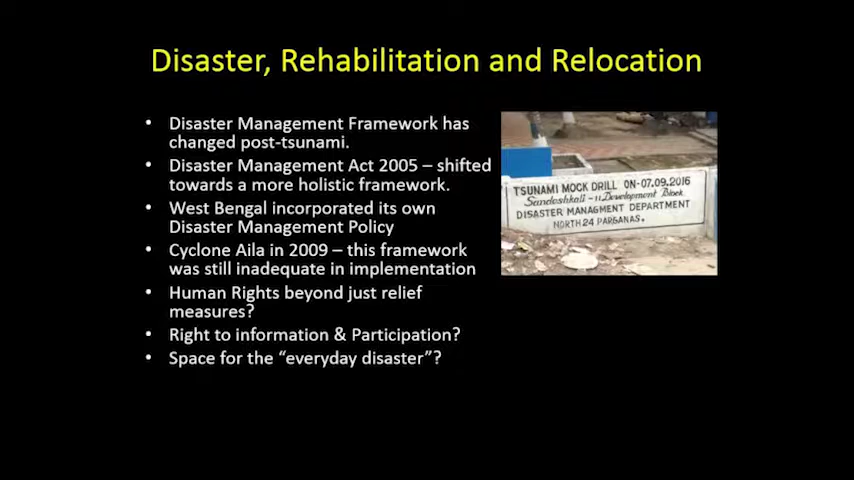 Disaster, Rehabilitation and Relocation
• Disaster Management Framework has
changed post-tsunami.
• Disaster Management Act 2005 – shifted
towards a more holistic framework.
• West Bengal incorporated its own
Disaster Management Policy
• Cyclone Aila in 2009 – this framework
was still inadequate in implementation
• Human Rights beyond just relief
measures?
• Right to information & Participation?
• Space for the “everyday disaster”?
TSUNAMI MOCK DRILL ON-07.09.2016
Sandeshkali-II Development Block
DISASTER MANAGMENT DEPARTMENT
NORTH 24 PARGANAS.